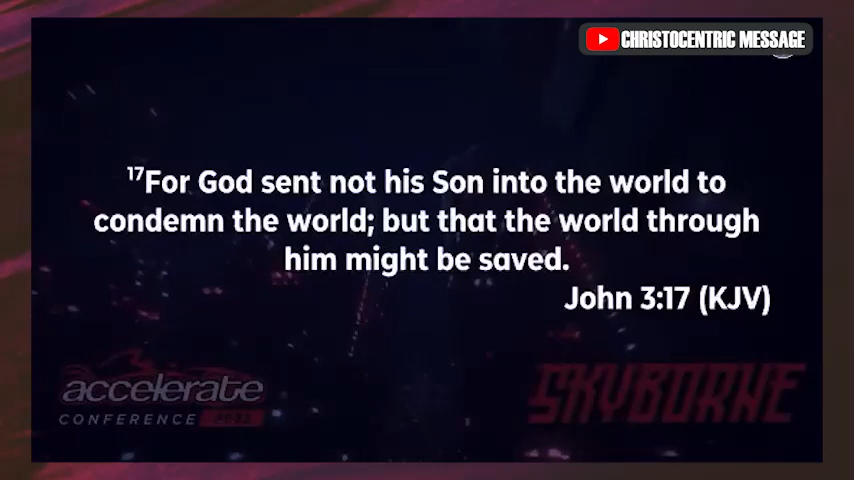 CHRISTOCENTRIC MESSAGE
¹⁷For God sent not his Son into the world to
condemn the world; but that the world through
him might be saved.
John 3:17 (KJV)
accelerate
CONFERENCE
SKYBORNE